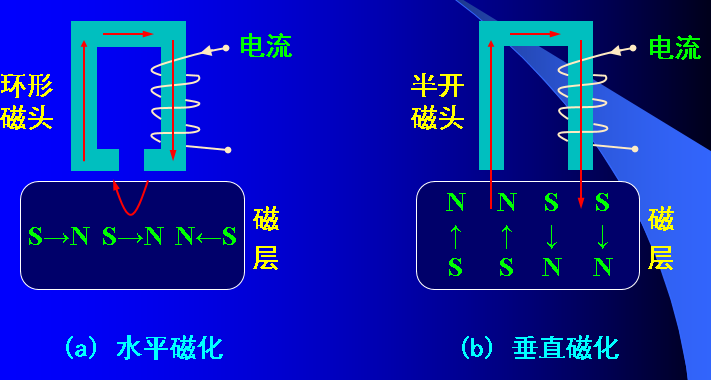 电流
环形
磁头
S→N S→N N←S
磁
层
(a) 水平磁化
电流
半开
磁头
N N S S
↑ ↑ ↓ ↓
S S N N
磁
层
(b) 垂直磁化